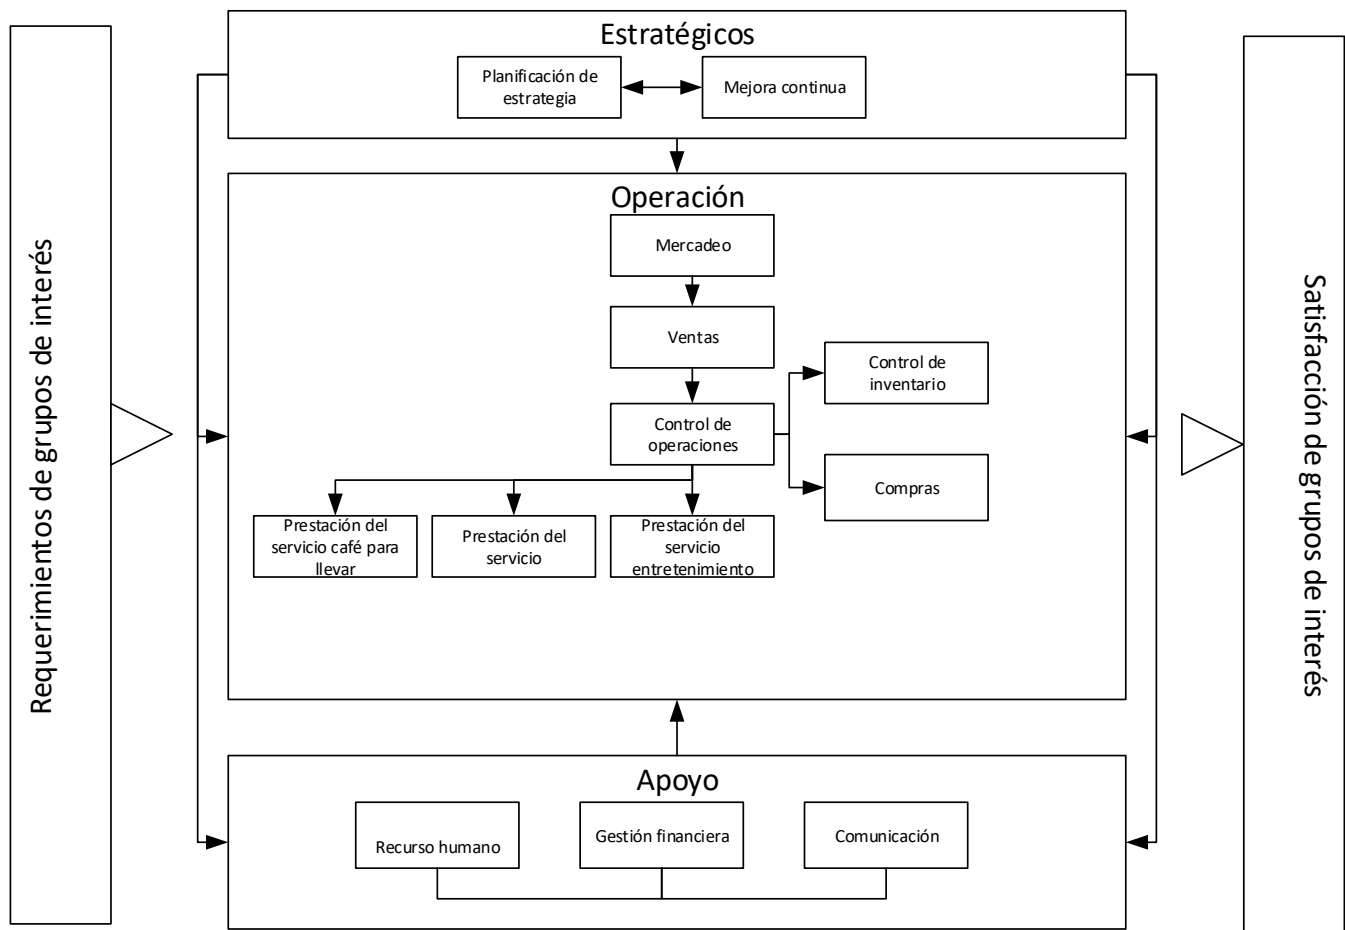 Requerimientos de grupos de interés
Estratégicos
Planificación de
estrategia
Mejora continua
Operación
Mercadeo
Ventas
Control de
operaciones
Control de
inventario
Compras
Prestación del
servicio café para
llevar
Prestación del
servicio
Prestación del
servicio
entretenimiento
Apoyo
Recurso humano
Gestión financiera
Comunicación
Satisfacción de grupos de interés